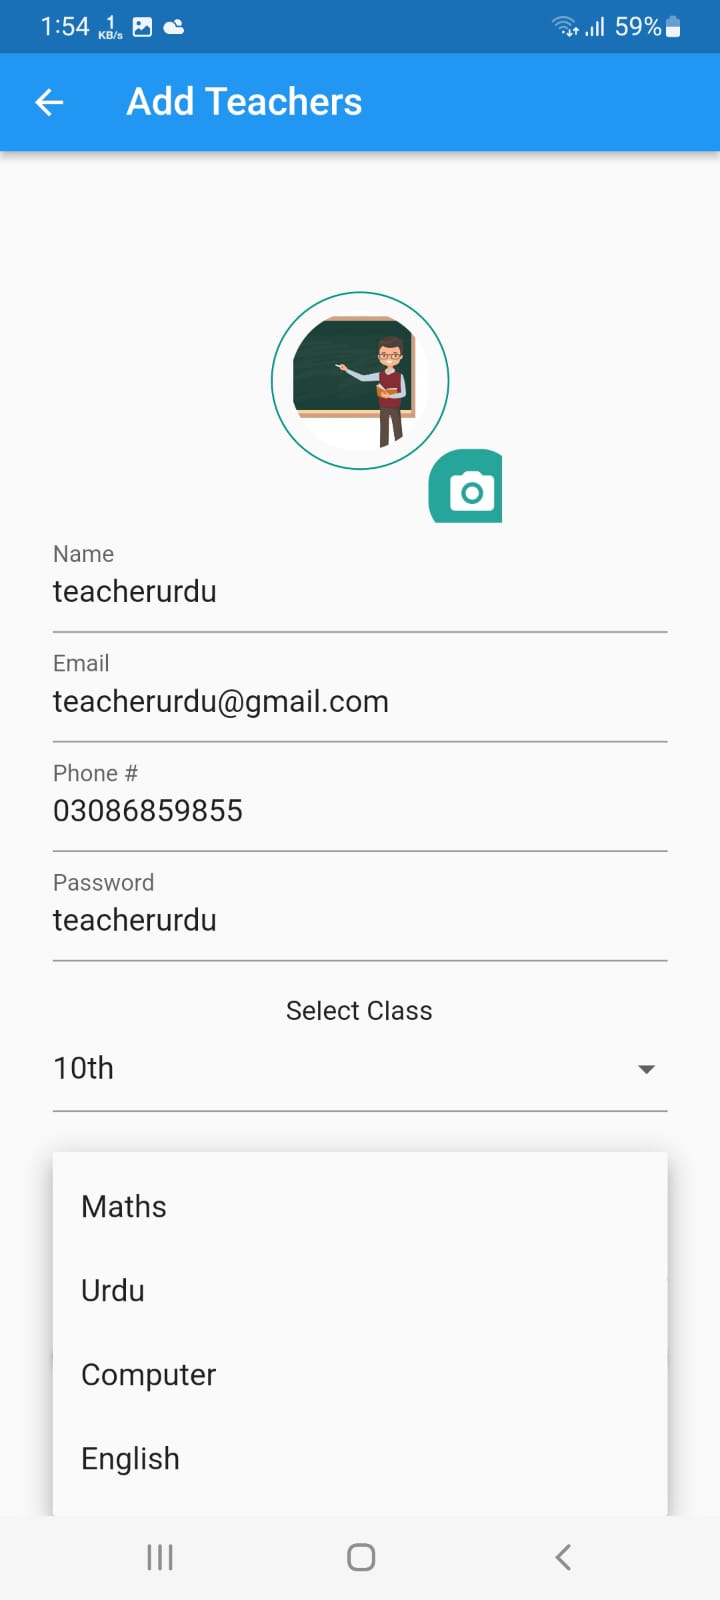 1:54 1 KB/s 59%
Add Teachers
Name
teacherurdu
Email
teacherurdu@gmail.com
Phone #
03086859855
Password
teacherurdu
Select Class
10th
Maths
Urdu
Computer
English